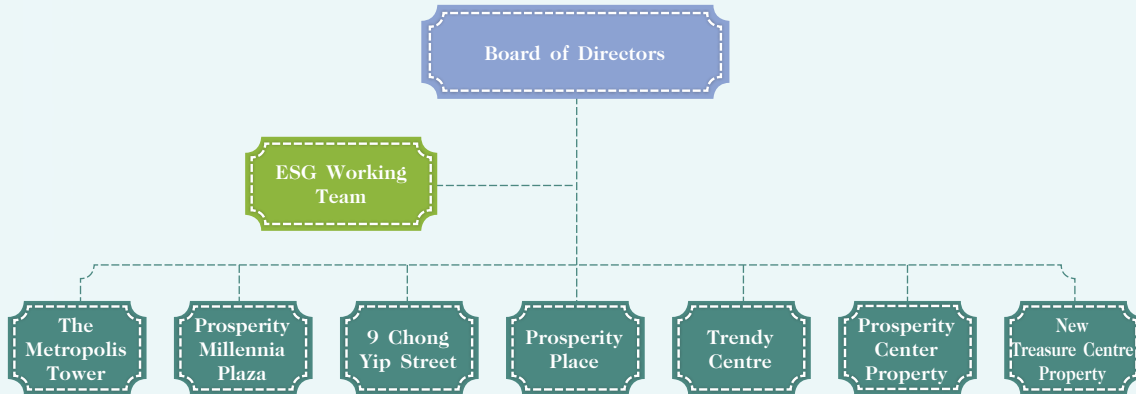 Board of Directors
ESG Working
Team
The
Metropolis
Tower
Prosperity
Millennia
Plaza
9 Chong
Yip Street
Prosperity
Place
Trendy
Centre
Prosperity
Center
Property
New
Treasure Centre
Property